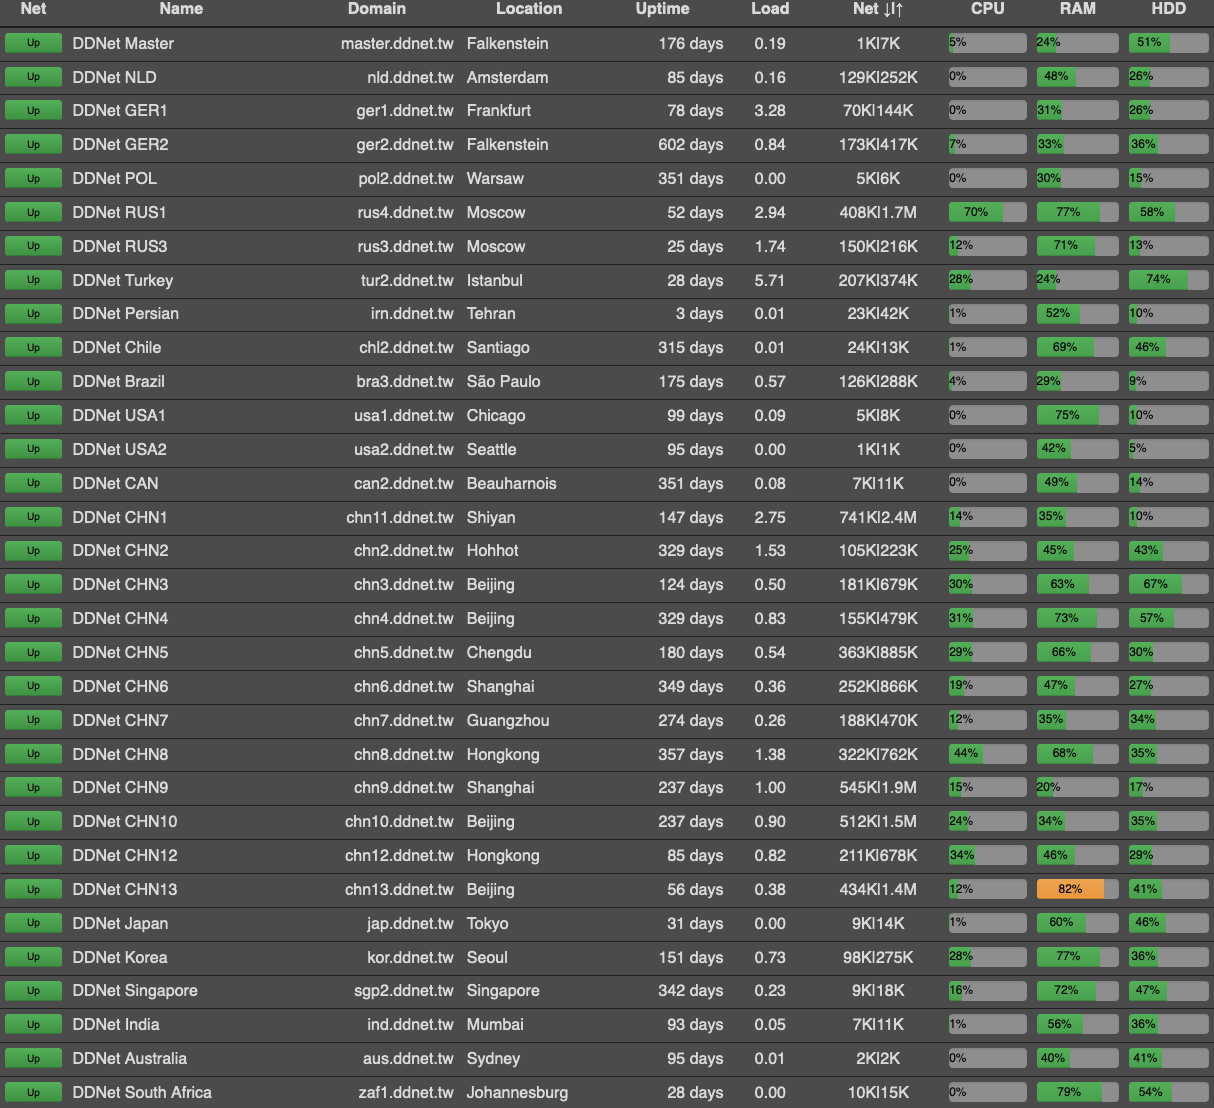 Net Name Domain Location Uptime Load Net ↓|↑ CPU RAM HDD
Up DDNet Master master.ddnet.tw Falkenstein 176 days 0.19 1K|7K 5% 24% 51%
Up DDNet NLD nld.ddnet.tw Amsterdam 85 days 0.16 129K|252K 0% 48% 26%
Up DDNet GER1 ger1.ddnet.tw Frankfurt 78 days 3.28 70K|144K 0% 31% 26%
Up DDNet GER2 ger2.ddnet.tw Falkenstein 602 days 0.84 173K|417K 7% 33% 36%
Up DDNet POL pol2.ddnet.tw Warsaw 351 days 0.00 5K|6K 0% 30% 15%
Up DDNet RUS1 rus4.ddnet.tw Moscow 52 days 2.94 408K|1.7M 70% 77% 58%
Up DDNet RUS3 rus3.ddnet.tw Moscow 25 days 1.74 150K|216K 12% 71% 13%
Up DDNet Turkey tur2.ddnet.tw Istanbul 28 days 5.71 207K|374K 28% 24% 74%
Up DDNet Persian irn.ddnet.tw Tehran 3 days 0.01 23K|42K 1% 52% 10%
Up DDNet Chile chl2.ddnet.tw Santiago 315 days 0.01 24K|13K 1% 69% 46%
Up DDNet Brazil bra3.ddnet.tw São Paulo 175 days 0.57 126K|288K 4% 29% 9%
Up DDNet USA1 usa1.ddnet.tw Chicago 99 days 0.09 5K|8K 0% 75% 10%
Up DDNet USA2 usa2.ddnet.tw Seattle 95 days 0.00 1K|1K 0% 42% 5%
Up DDNet CAN can2.ddnet.tw Beauharnois 351 days 0.08 7K|11K 0% 49% 14%
Up DDNet CHN1 chn11.ddnet.tw Shiyan 147 days 2.75 741K|2.4M 14% 35% 10%
Up DDNet CHN2 chn2.ddnet.tw Hohhot 329 days 1.53 105K|223K 25% 45% 43%
Up DDNet CHN3 chn3.ddnet.tw Beijing 124 days 0.50 181K|679K 30% 63% 67%
Up DDNet CHN4 chn4.ddnet.tw Beijing 329 days 0.83 155K|479K 31% 73% 57%
Up DDNet CHN5 chn5.ddnet.tw Chengdu 180 days 0.54 363K|885K 29% 66% 30%
Up DDNet CHN6 chn6.ddnet.tw Shanghai 349 days 0.36 252K|866K 19% 47% 27%
Up DDNet CHN7 chn7.ddnet.tw Guangzhou 274 days 0.26 188K|470K 12% 35% 34%
Up DDNet CHN8 chn8.ddnet.tw Hongkong 357 days 1.38 322K|762K 44% 68% 35%
Up DDNet CHN9 chn9.ddnet.tw Shanghai 237 days 1.00 545K|1.9M 15% 20% 17%
Up DDNet CHN10 chn10.ddnet.tw Beijing 237 days 0.90 512K|1.5M 24% 34% 35%
Up DDNet CHN12 chn12.ddnet.tw Hongkong 85 days 0.82 211K|678K 34% 46% 29%
Up DDNet CHN13 chn13.ddnet.tw Beijing 56 days 0.38 434K|1.4M 12% 82% 41%
Up DDNet Japan jap.ddnet.tw Tokyo 31 days 0.00 9K|14K 1% 60% 46%
Up DDNet Korea kor.ddnet.tw Seoul 151 days 0.73 98K|275K 28% 77% 36%
Up DDNet Singapore sgp2.ddnet.tw Singapore 342 days 0.23 9K|18K 16% 72% 47%
Up DDNet India ind.ddnet.tw Mumbai 93 days 0.05 7K|11K 1% 56% 36%
Up DDNet Australia aus.ddnet.tw Sydney 95 days 0.01 2K|2K 0% 40% 41%
Up DDNet South Africa zaf1.ddnet.tw Johannesburg 28 days 0.00 10K|15K 0% 79% 54%